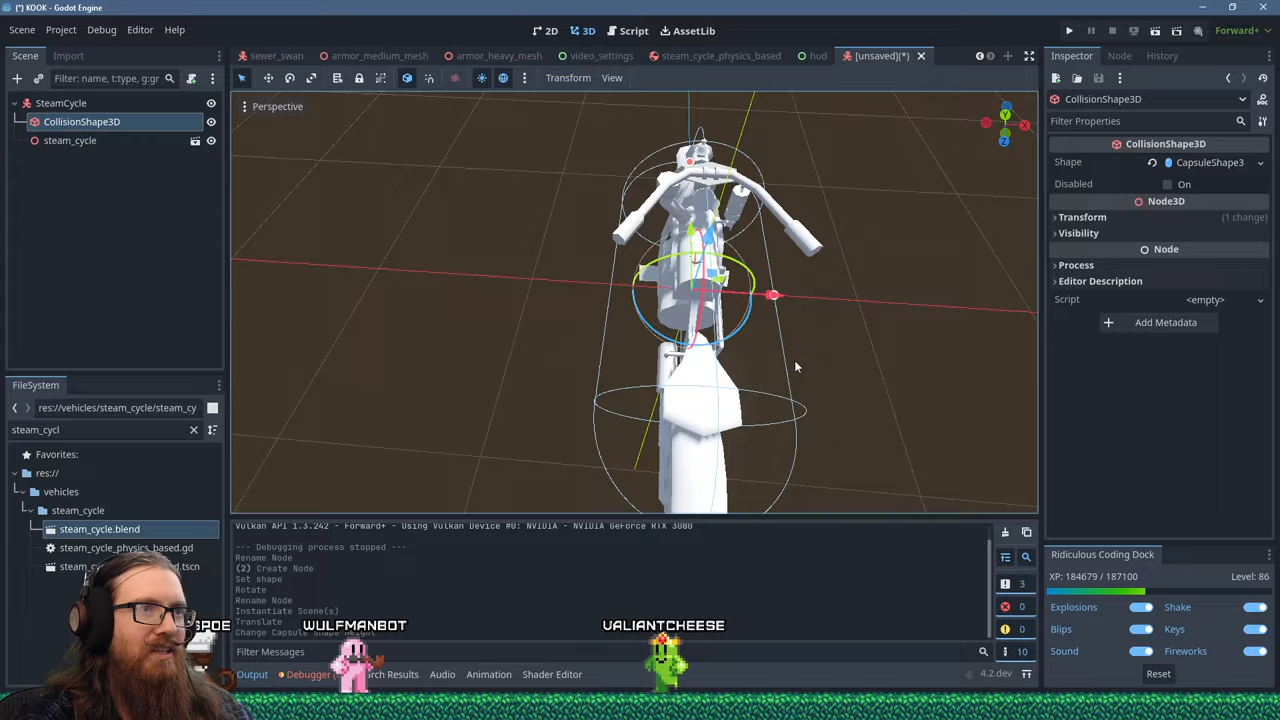 (*) KOOK - Godot Engine
Scene Project Debug Editor Help
2D 3D Script AssetLib
Forward+
Scene Import
sewer_swan armor_medium_mesh armor_heavy_mesh video_settings steam_cycle_physics_based hud [unsaved](*)
Inspector Node History
Filter: name, t:type, g:gr
Transform View
SteamCycle
CollisionShape3D
steam_cycle
Perspective
Y
X
Z
CollisionShape3D
Filter Properties
CollisionShape3D
Shape CapsuleShape3
Disabled On
Node3D
Transform (1 change)
Visibility
Node
Process
Editor Description
Script <empty>
Add Metadata
FileSystem
res://vehicles/steam_cycle/steam_cy
steam_cycl
Favorites:
res://
vehicles
steam_cycle
steam_cycle.blend
steam_cycle_physics_based.gd
Vulkan API 1.3.242 - Forward+ - Using Vulkan Device #0: NVIDIA - NVIDIA GeForce RTX 3080
--- Debugging process stopped ---
Rename Node
(2) Create Node
Set shape
Rotate
Rename Node
Instantiate Scene(s)
Translate
Change Capsule Shape Height
3
0
0
10
Filter Messages
Output Debugger Search Results Audio Animation Shader Editor
4.2.dev
Ridiculous Coding Dock
XP: 184679 / 187100 Level: 86
Explosions Shake
Blips Keys
Sound Fireworks
Reset
WULFMANBOT
VALIANTCHEESE